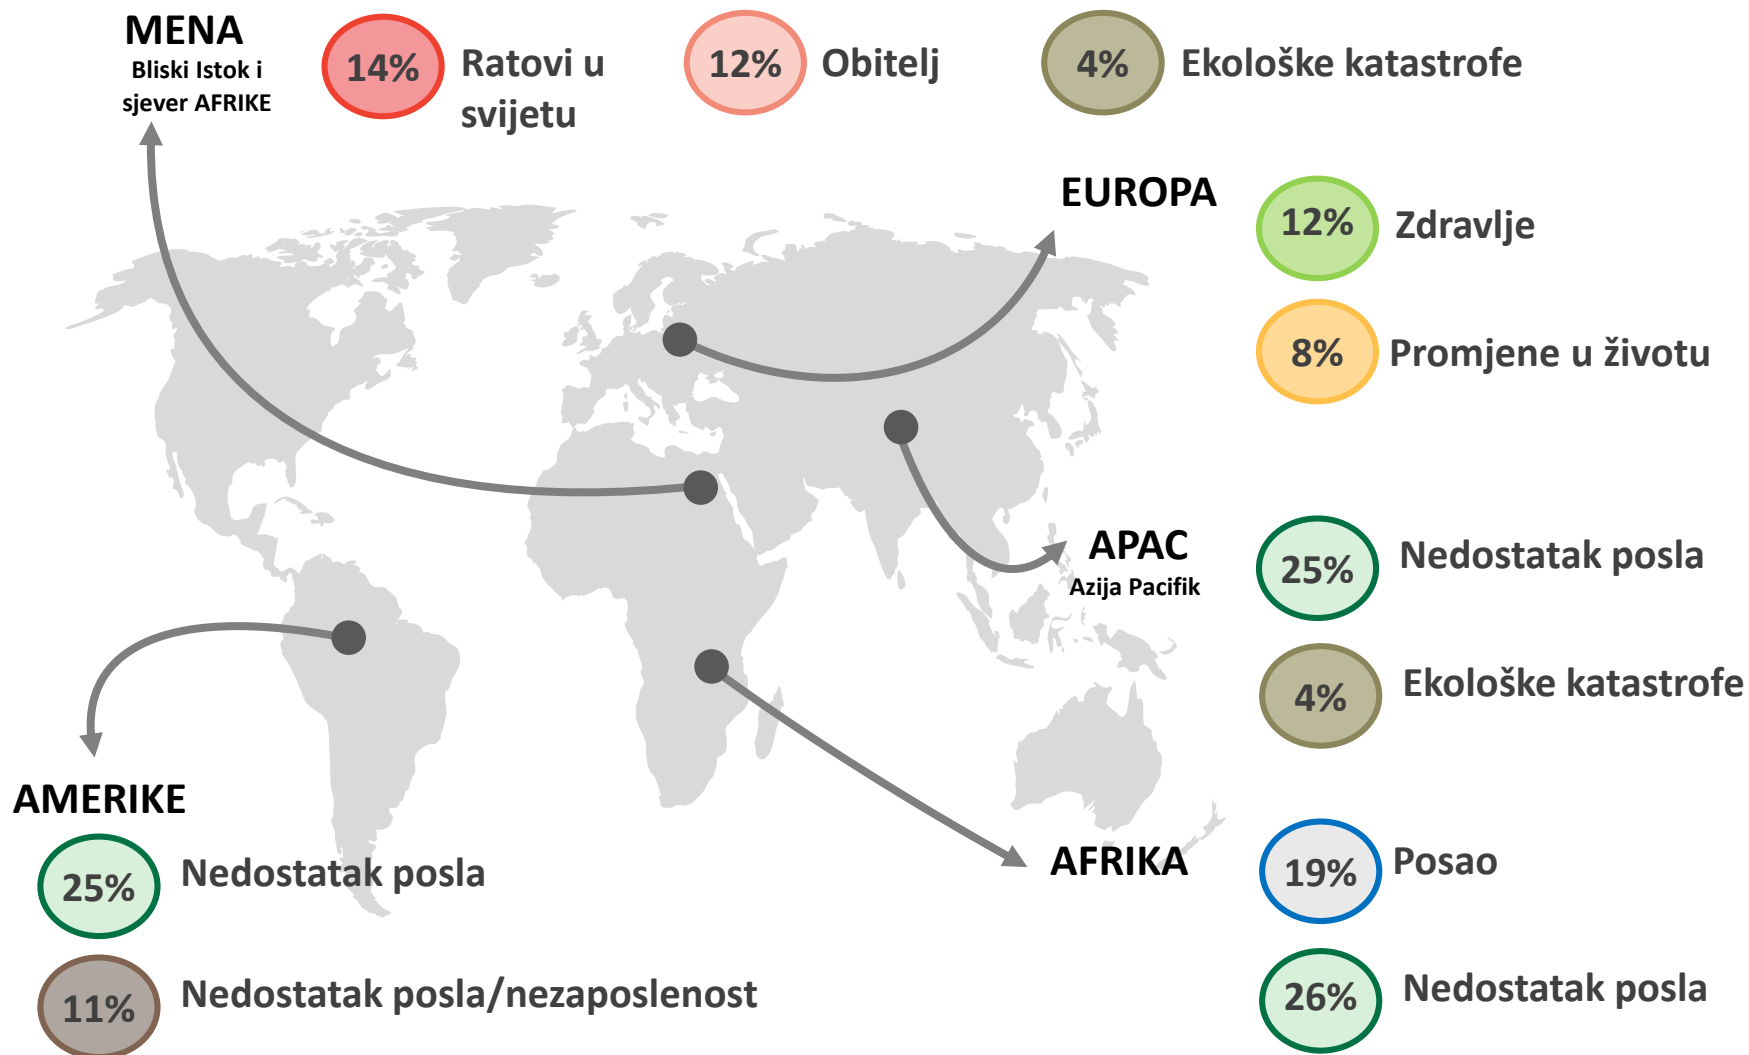 MENA
Bliski Istok i
sjever AFRIKE
14%
Ratovi u
svijetu
12%
Obitelj
4%
Ekološke katastrofe
EUROPA
12%
Zdravlje
8%
Promjene u životu
APAC
Azija Pacifik
25%
Nedostatak posla
4%
Ekološke katastrofe
AMERIKE
25%
Nedostatak posla
11%
Nedostatak posla/nezaposlenost
AFRIKA
19%
Posao
26%
Nedostatak posla